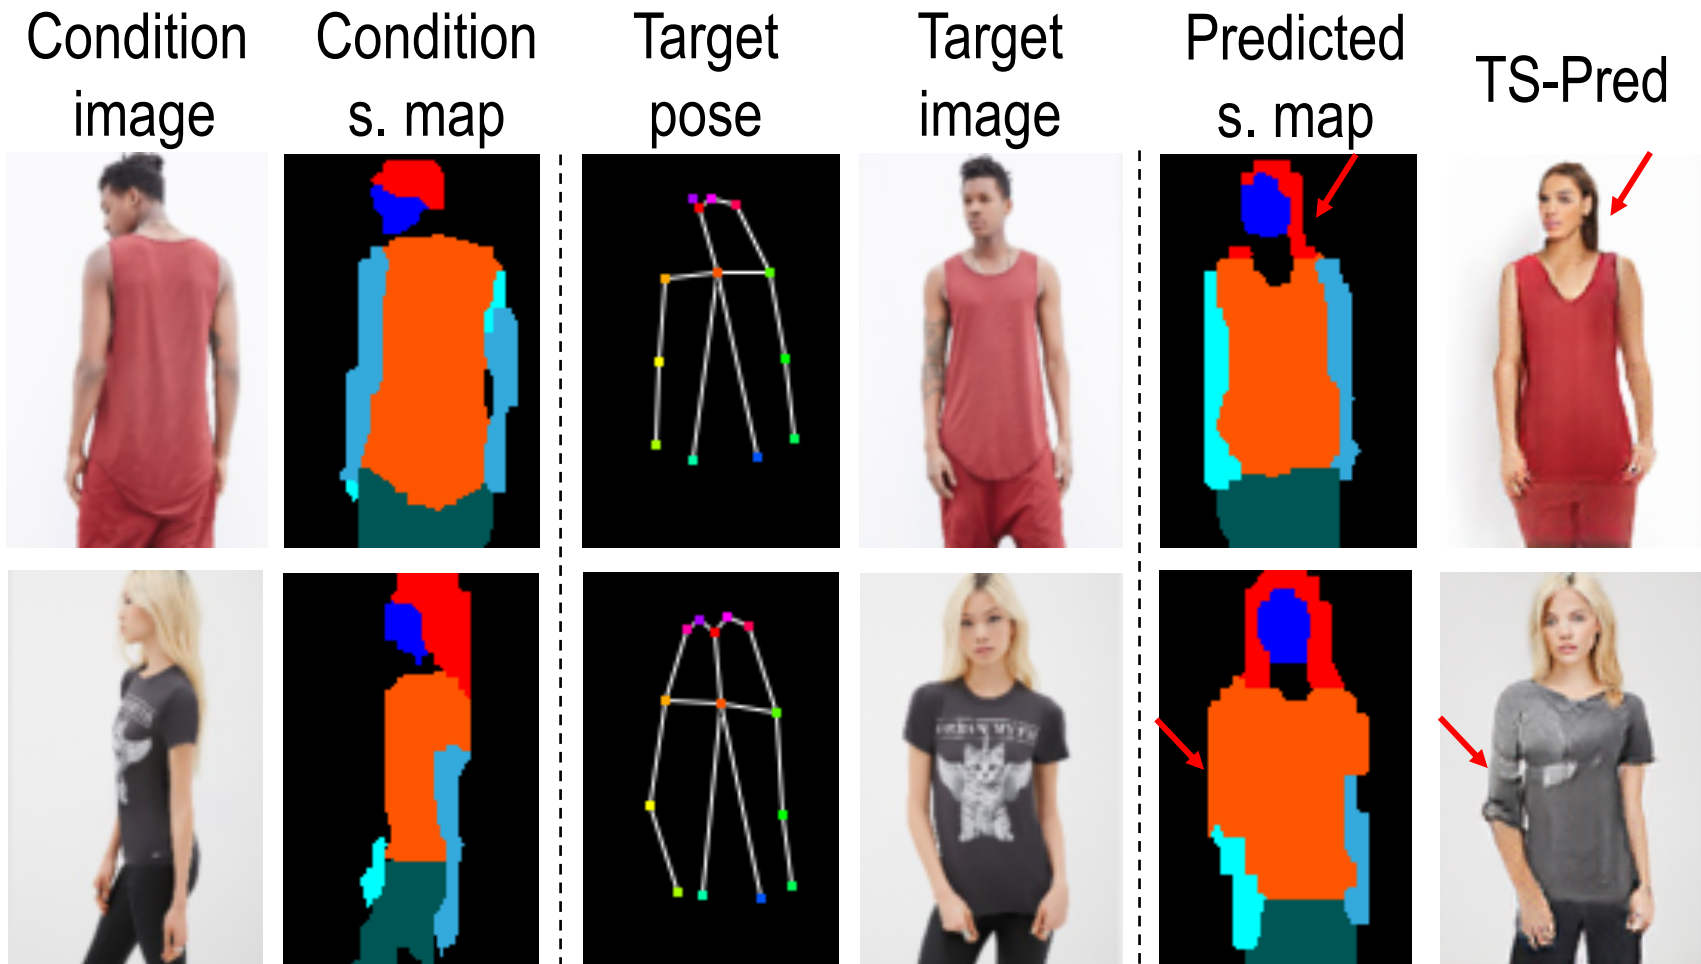 Condition image
Condition s. map
Target pose
Target image
Predicted s. map
TS-Pred